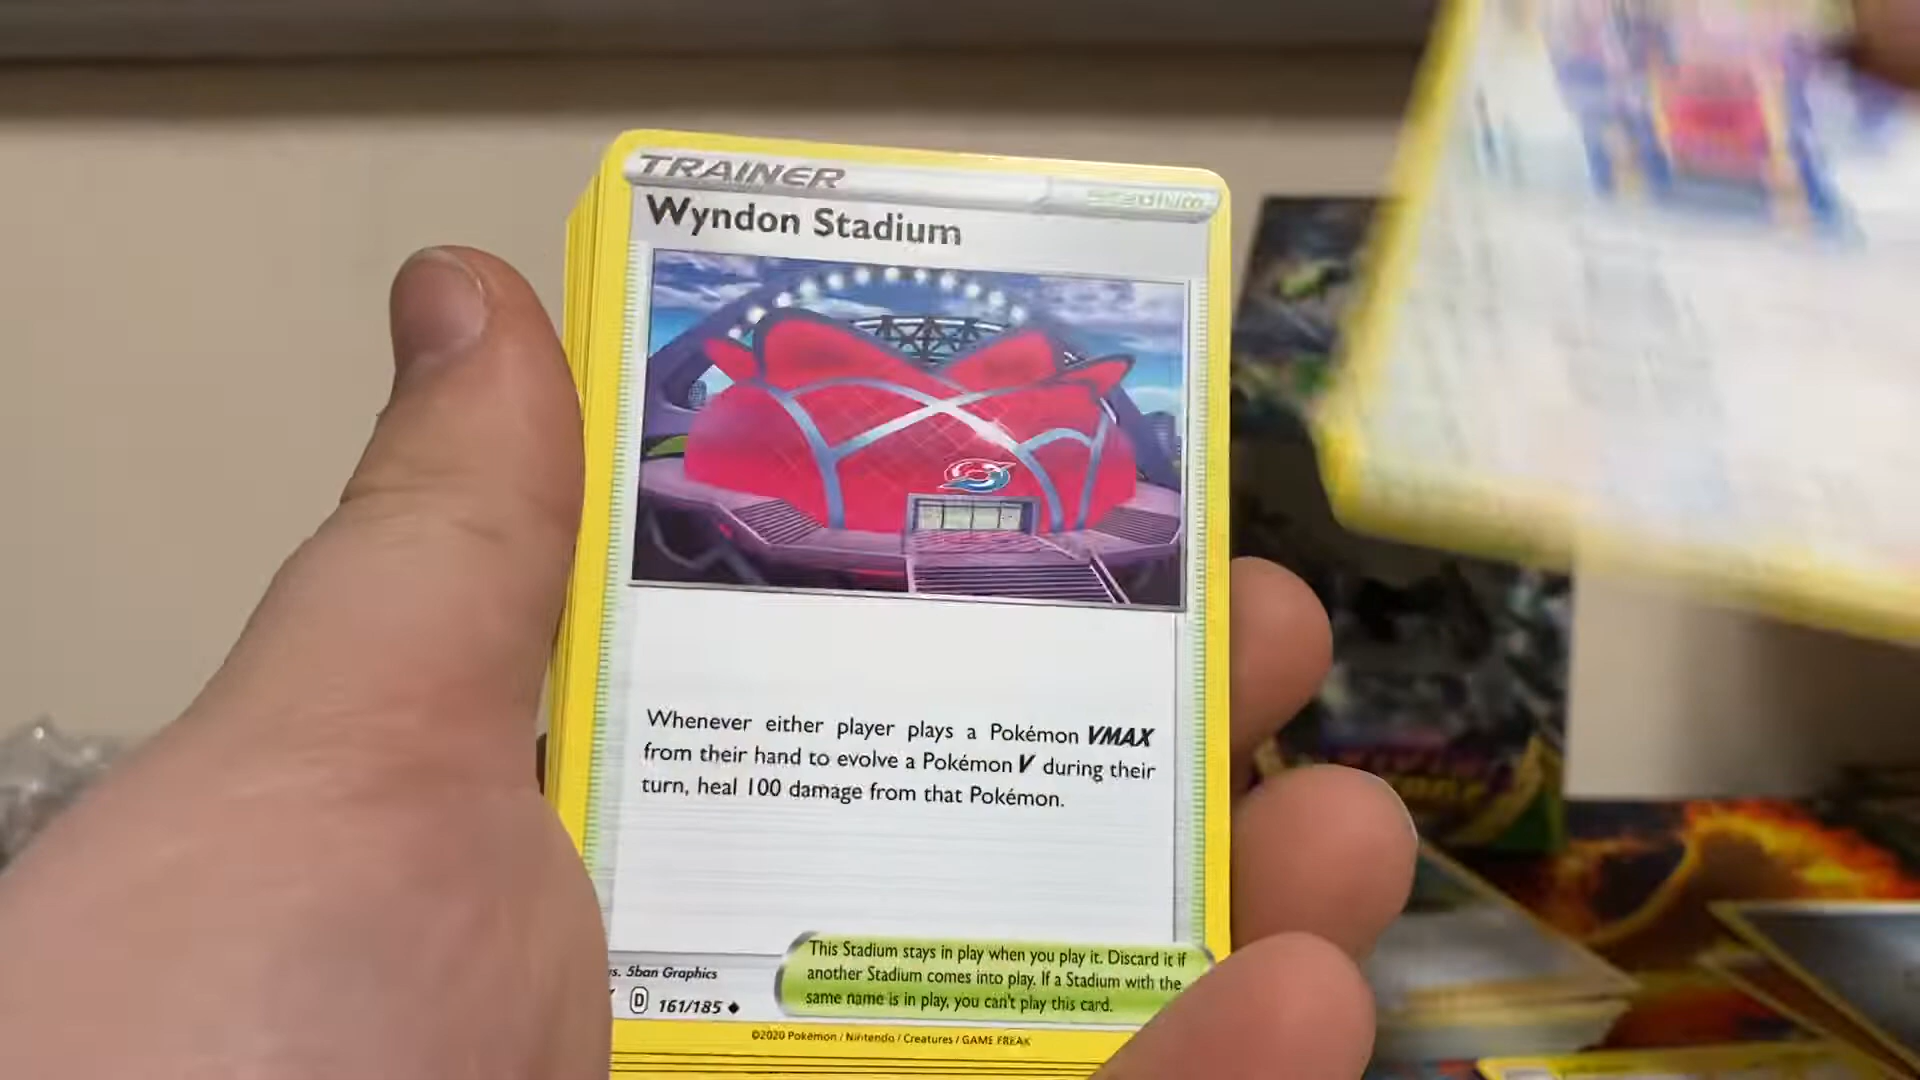 TRAINER
Stadium
Wyndon Stadium
Whenever either player plays a Pokémon VMAX
from their hand to evolve a Pokémon V during their
turn, heal 100 damage from that Pokémon.
This Stadium stays in play when you play it. Discard it if
another Stadium comes into play. If a Stadium with the
same name is in play, you can't play this card.
s. 5ban Graphics
D 161/185
©2020 Pokémon / Nintendo / Creatures / GAME FREAK